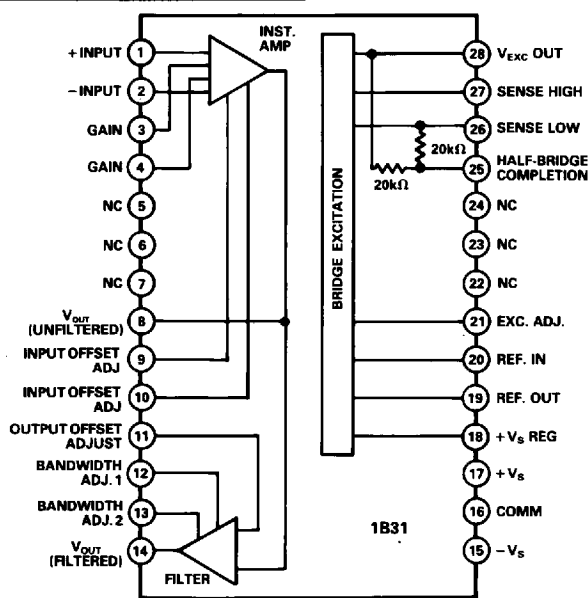 INST.
AMP
+ INPUT 1
– INPUT 2
GAIN 3
GAIN 4
NC 5
NC 6
NC 7
VOUT
(UNFILTERED) 8
INPUT OFFSET
ADJ 9
INPUT OFFSET
ADJ 10
OUTPUT OFFSET
ADJUST 11
BANDWIDTH
ADJ. 1 12
BANDWIDTH
ADJ. 2 13
VOUT
(FILTERED) 14
FILTER
BRIDGE EXCITATION
28 VEXC OUT
27 SENSE HIGH
26 SENSE LOW
20kΩ
25 HALF-BRIDGE
COMPLETION
20kΩ
24 NC
23 NC
22 NC
21 EXC. ADJ.
20 REF. IN
19 REF. OUT
18 +VS REG
17 +VS
16 COMM
15 –VS
1B31